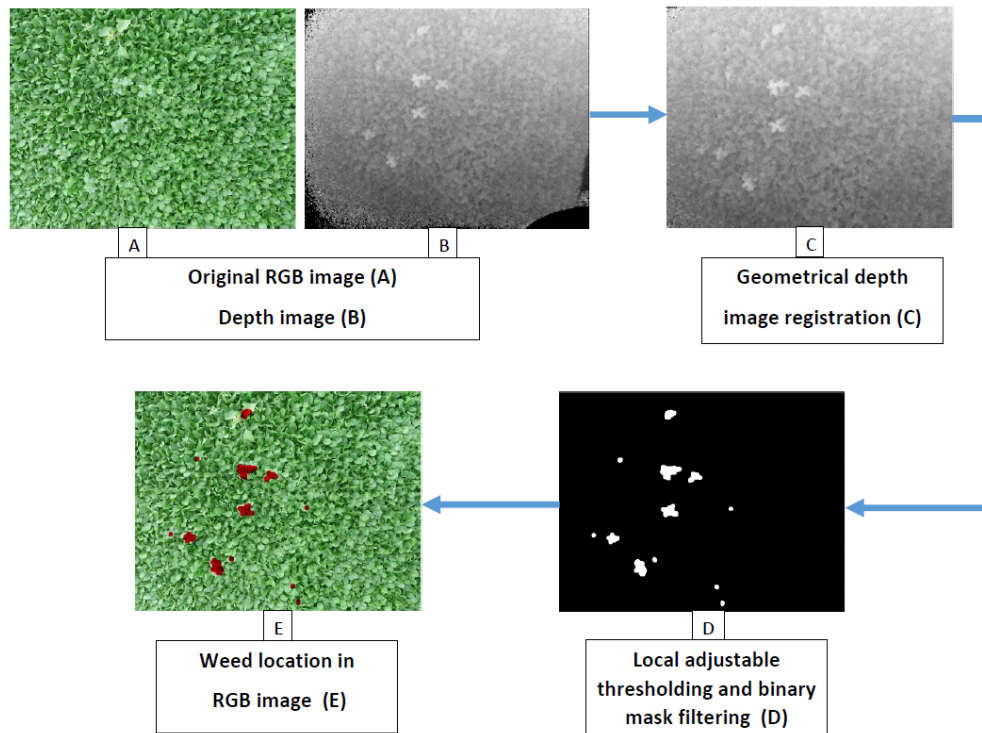 A
B
Original RGB image (A)
Depth image (B)
C
Geometrical depth
image registration (C)
E
Weed location in
RGB image (E)
D
Local adjustable
thresholding and binary
mask filtering (D)